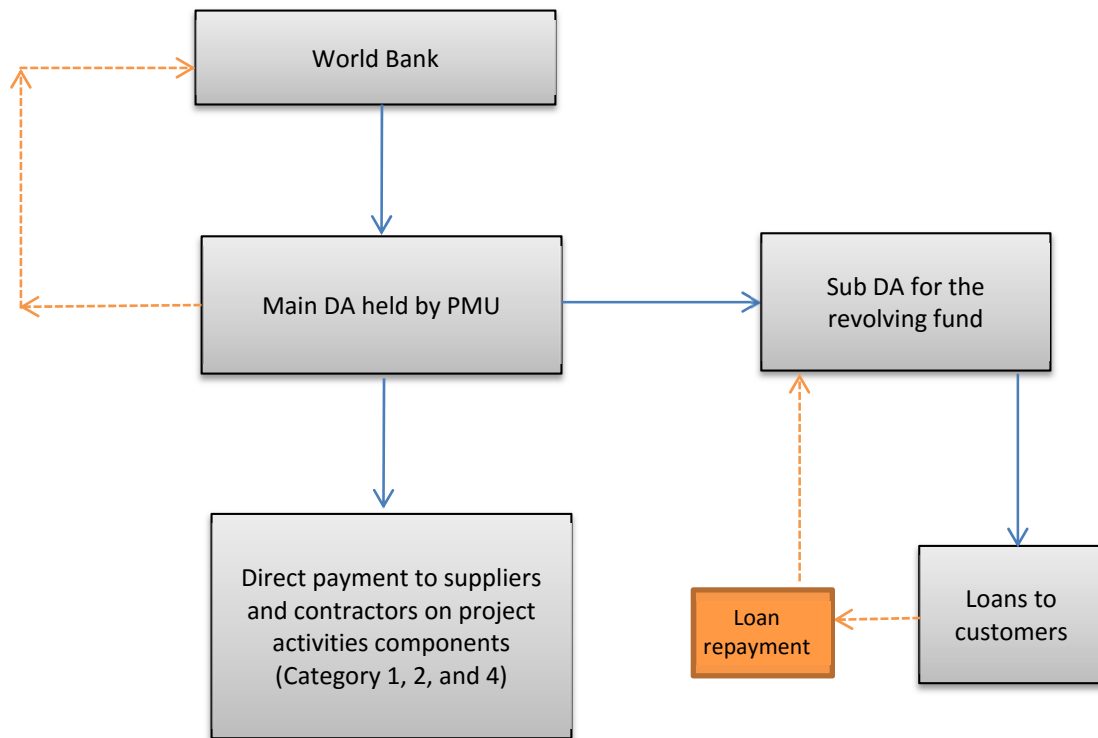 World Bank
Main DA held by PMU
Sub DA for the
revolving fund
Direct payment to suppliers
and contractors on project
activities components
(Category 1, 2, and 4)
Loan
repayment
Loans to
customers